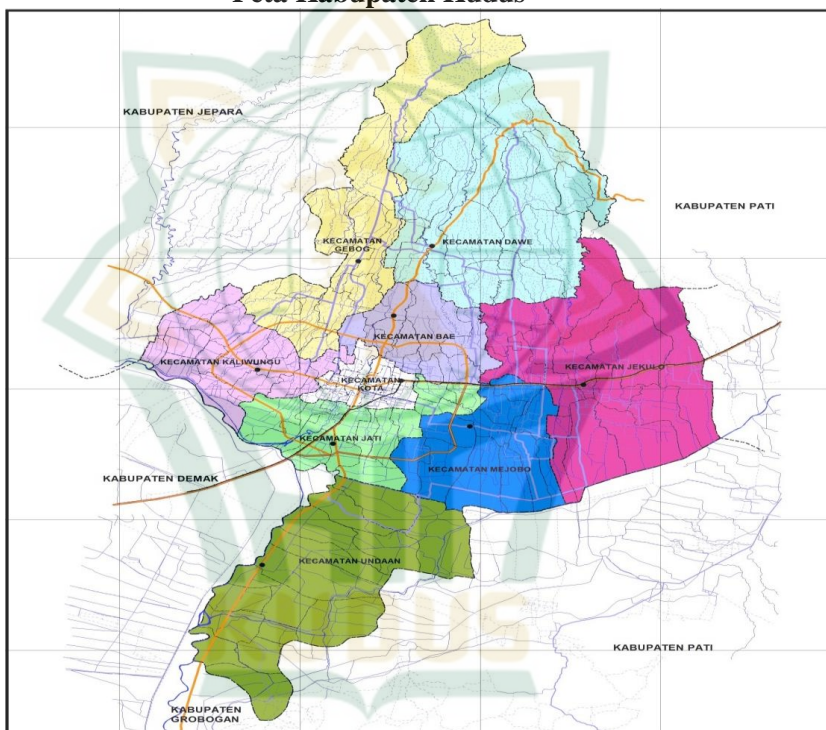 Peta Kabupaten Kudus
KABUPATEN JEPARA
KABUPATEN PATI
KECAMATAN
GEBOG
KECAMATAN DAWE
KECAMATAN BAE
KECAMATAN KALIWUNGU
KECAMATAN JEKULO
KECAMATAN
KOTA
KECAMATAN JATI
KECAMATAN MEJOBO
KABUPATEN DEMAK
KECAMATAN UNDAAN
KUDUS
KABUPATEN PATI
KABUPATEN
GROBOGAN